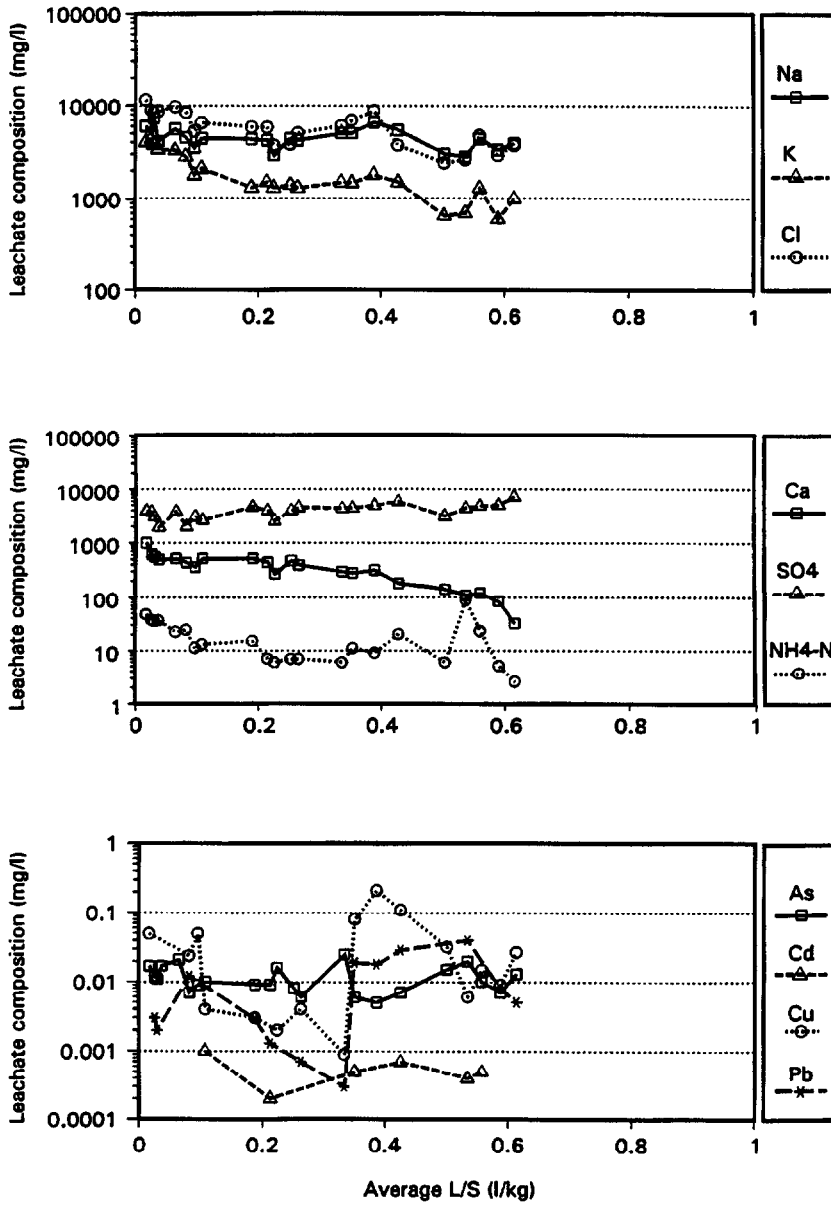 Leachate composition (mg/l)
100000
10000
1000
100
0
0.2
0.4
0.6
0.8
1
Na
K
Cl
Leachate composition (mg/l)
100000
10000
1000
100
10
1
0
0.2
0.4
0.6
0.8
1
Ca
SO4
NH4-N
Leachate composition (mg/l)
1
0.1
0.01
0.001
0.0001
0
0.2
0.4
0.6
0.8
1
As
Cd
Cu
Pb
Average L/S (l/kg)